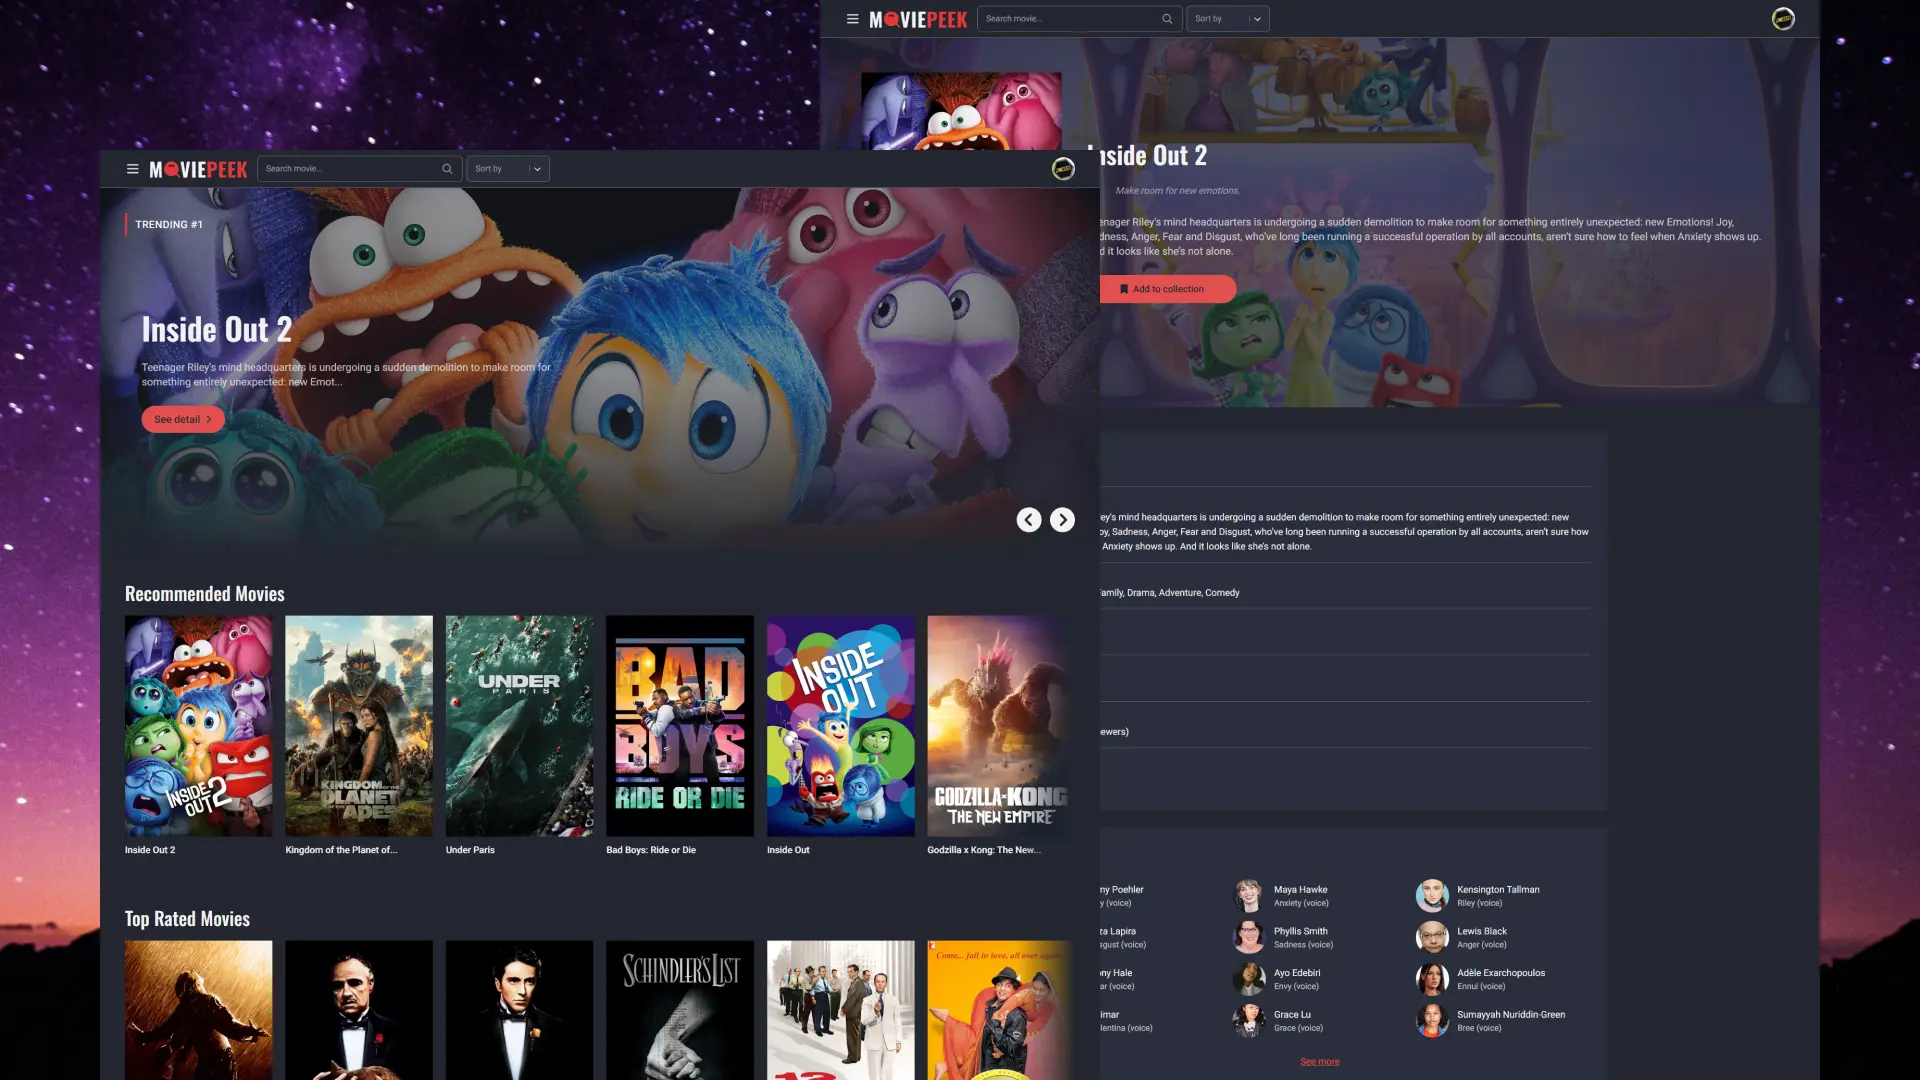 MOVIEPEEK
Search movie...
Sort by
Inside Out 2
Make room for new emotions.
enager Riley's mind headquarters is undergoing a sudden demolition to make room for something entirely unexpected: new Emotions! Joy,
dness, Anger, Fear and Disgust, who've long been running a successful operation by all accounts, aren't sure how to feel when Anxiety shows up.
d it looks like she's not alone.
Add to collection
ey's mind headquarters is undergoing a sudden demolition to make room for something entirely unexpected: new
oy, Sadness, Anger, Fear and Disgust, who've long been running a successful operation by all accounts, aren't sure how
Anxiety shows up. And it looks like she's not alone.
Family, Drama, Adventure, Comedy
ewers)
my Poehler
y (voice)
Maya Hawke
Anxiety (voice)
Kensington Tallman
Riley (voice)
za Lapira
sgust (voice)
Phyllis Smith
Sadness (voice)
Lewis Black
Anger (voice)
ny Hale
ar (voice)
Ayo Edebiri
Envy (voice)
Adèle Exarchopoulos
Ennui (voice)
imar
lentina (voice)
Grace Lu
Grace (voice)
Sumayyah Nuriddin-Green
Bree (voice)
See more
MOVIEPEEK
Search movie...
Sort by
TRENDING #1
Inside Out 2
Teenager Riley's mind headquarters is undergoing a sudden demolition to make room for
something entirely unexpected: new Emot...
See detail
Recommended Movies
INSIDE
OUT 2
KINGDOM OF THE
PLANET
OF THE APES
UNDER
PARIS
BAD
BOYS
RIDE OR DIE
INSIDE
OUT
GODZILLA x KONG
THE NEW EMPIRE
Inside Out 2
Kingdom of the Planet of...
Under Paris
Bad Boys: Ride or Die
Inside Out
Godzilla x Kong: The New...
Top Rated Movies
SCHINDLER'S LIST
12
Come... fall in love, all over again..